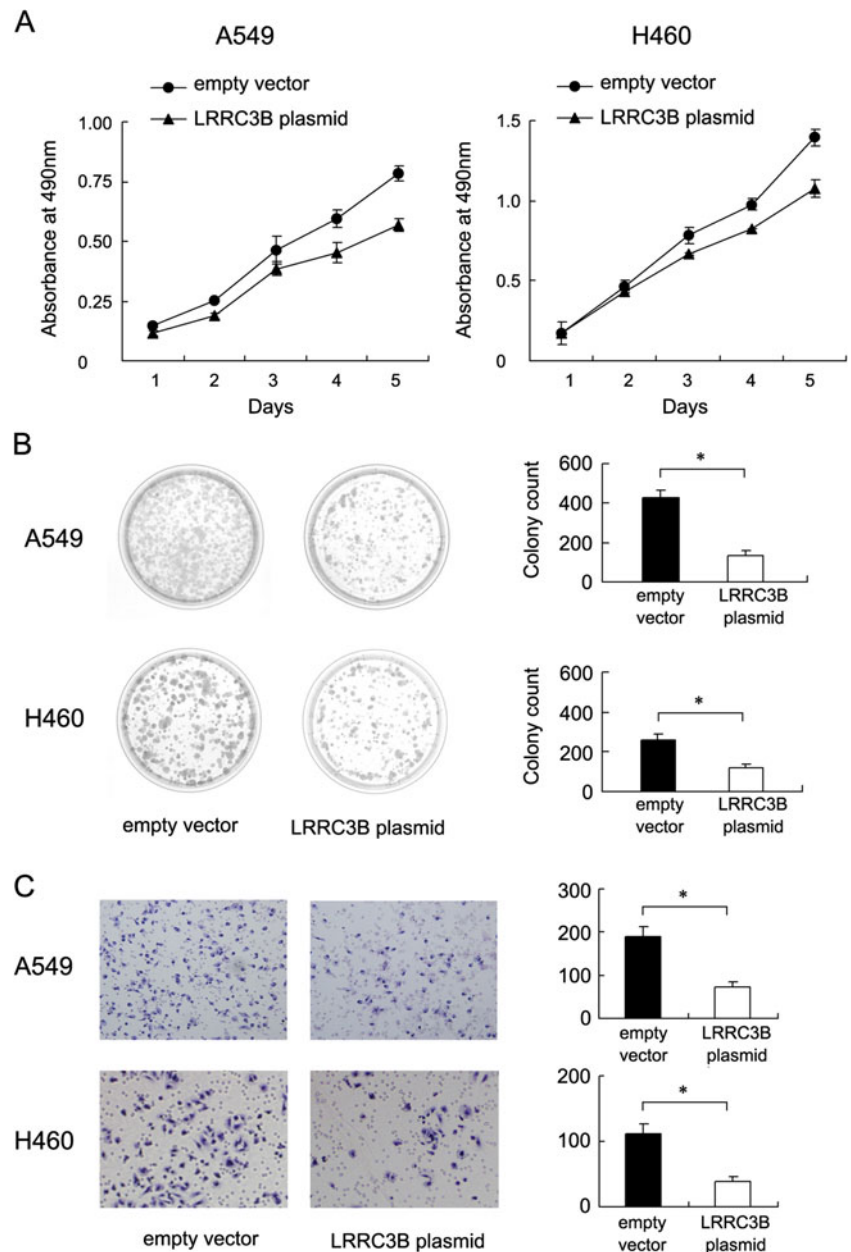 A
A549
H460
empty vector
LRRC3B plasmid
empty vector
LRRC3B plasmid
Absorbance at 490nm
1.00
0.75
0.50
0.25
0
1 2 3 4 5
Days
Absorbance at 490nm
1.5
1.0
0.5
0
1 2 3 4 5
Days
B
A549
H460
empty vector
LRRC3B plasmid
Colony count
600
400
200
0
*
empty
vector
LRRC3B
plasmid
Colony count
600
400
200
0
*
empty
vector
LRRC3B
plasmid
C
A549
H460
empty vector
LRRC3B plasmid
300
200
100
0
*
empty
vector
LRRC3B
plasmid
200
100
0
*
empty
vector
LRRC3B
plasmid